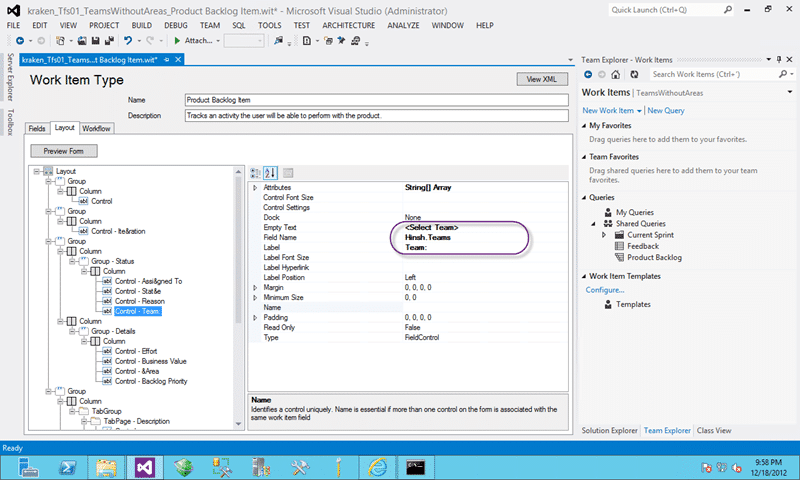 kraken_Tfs01_TeamsWithoutAreas_Product Backlog Item.wit* - Microsoft Visual Studio (Administrator)
Quick Launch (Ctrl+Q)
FILE EDIT VIEW PROJECT DEBUG TEAM SQL TOOLS TEST ARCHITECTURE ANALYZE WINDOW HELP
Attach...
Server Explorer
Toolbox
kraken_Tfs01_Teams...t Backlog Item.wit*
Work Item Type
View XML
Name
Product Backlog Item
Description
Tracks an activity the user will be able to perform with the product.
Fields Layout Workflow
Preview Form
Layout
Group
Column
Control
Group
Column
Control - Ite&ration
Group
Column
Group - Status
Column
Control - Assi&gned To
Control - Stat&e
Control - Reason
Control - Team
Column
Group - Details
Column
Control - Effort
Control - Business Value
Control - &Area
Control - Backlog Priority
Group
Column
TabGroup
TabPage - Description
Attributes String[] Array
Control Font Size
Control Settings
Dock None
Empty Text <Select Team>
Field Name Hinsh.Teams
Label Team:
Label Font Size
Label Hyperlink
Label Position Left
Margin 0, 0, 0, 0
Minimum Size 0, 0
Name
Padding 0, 0, 0, 0
Read Only False
Type FieldControl
Name
Identifies a control uniquely. Name is essential if more than one control on the form is associated with the
same work item field
Team Explorer - Work Items
Search Work Items (Ctrl+')
Work Items | TeamsWithoutAreas
New Work Item | New Query
My Favorites
Drag queries here to add them to your favorites.
Team Favorites
Drag shared queries here to add them to your team
favorites.
Queries
My Queries
Shared Queries
Current Sprint
Feedback
Product Backlog
Work Item Templates
Configure...
Templates
Solution Explorer Team Explorer Class View
Ready
9:58 PM
12/18/2012